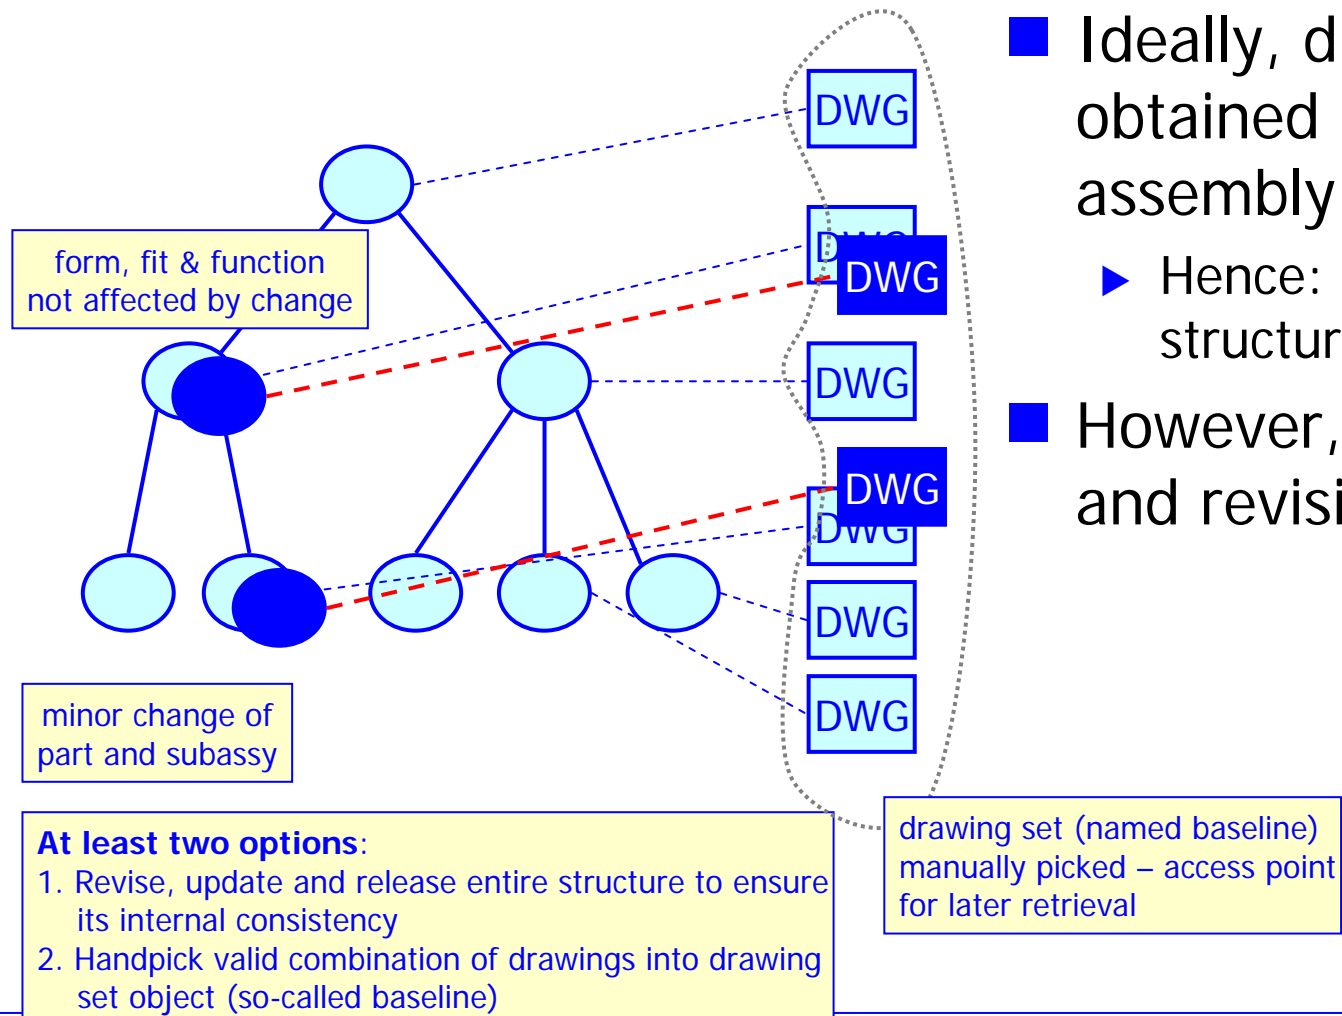 DWG
DWG
DWG
DWG
DWG
DWG
DWG
DWG
form, fit & function
not affected by change
minor change of
part and subassy
At least two options:
1. Revise, update and release entire structure to ensure
its internal consistency
2. Handpick valid combination of drawings into drawing
set object (so-called baseline)
drawing set (named baseline)
manually picked – access point
for later retrieval
Ideally, d
obtained
assembly
Hence:
structur
However,
and revisi